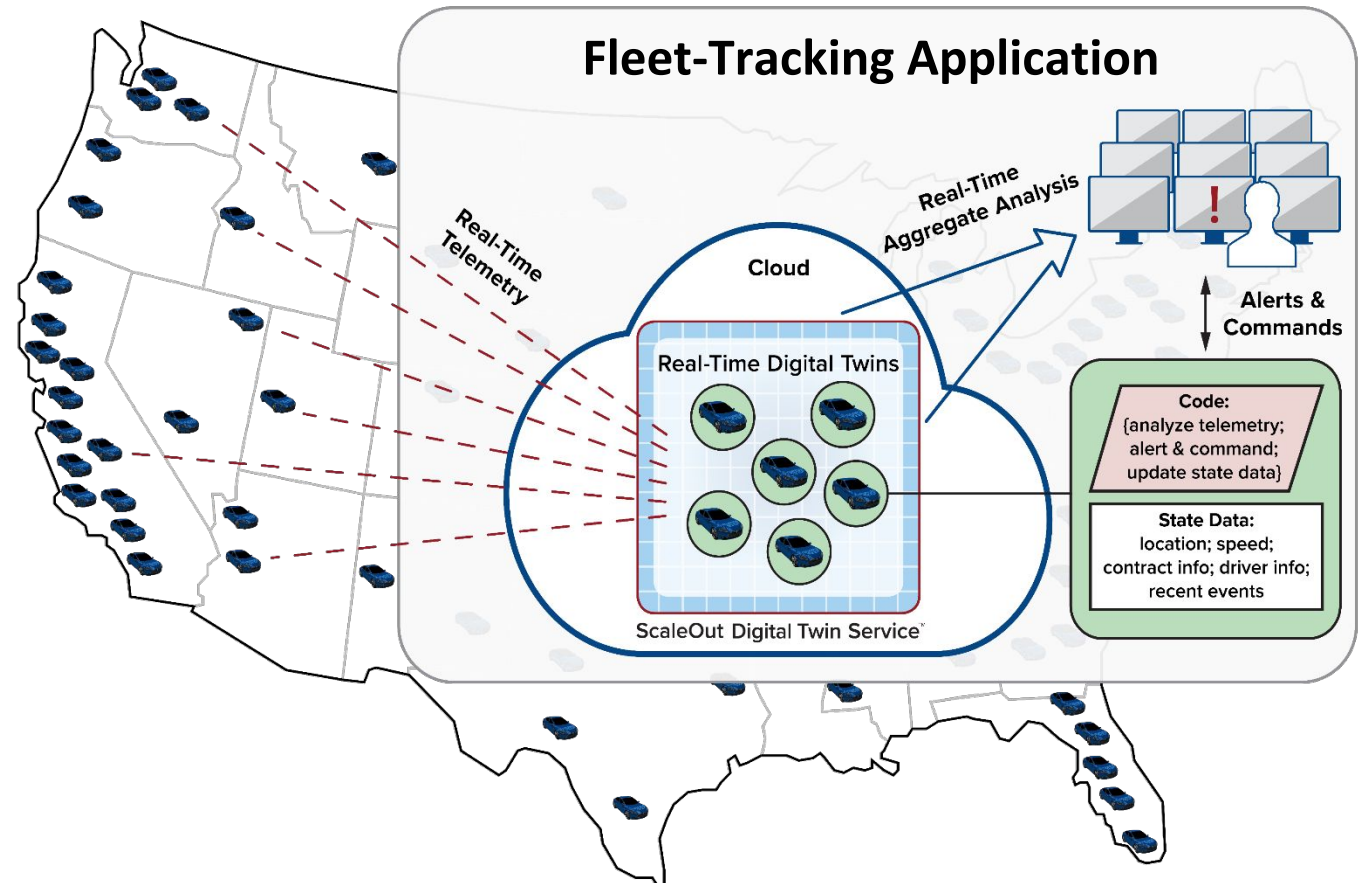 Fleet-Tracking Application
Real-Time
Telemetry
Real-Time
Aggregate Analysis
Cloud
!
Alerts &
Commands
Real-Time Digital Twins
Code:
{analyze telemetry;
alert & command;
update state data}
State Data:
location; speed;
contract info; driver info;
recent events
ScaleOut Digital Twin Service™